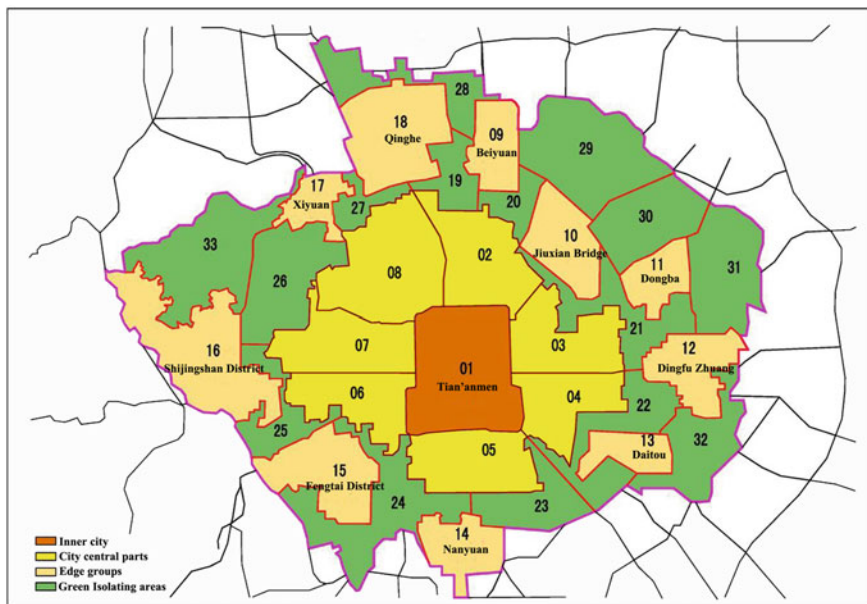 28
18
Qinghe
09
Beiyuan
29
19
17
Xiyuan
27
20
30
10
Jiuxian Bridge
33
26
08
02
11
Dongba
31
21
16
Shijingshan District
07
01
Tian'anmen
03
12
Dingfu Zhuang
06
04
22
25
13
Daitou
32
15
Fengtai District
05
24
23
14
Nanyuan
Inner city
City central parts
Edge groups
Green Isolating areas